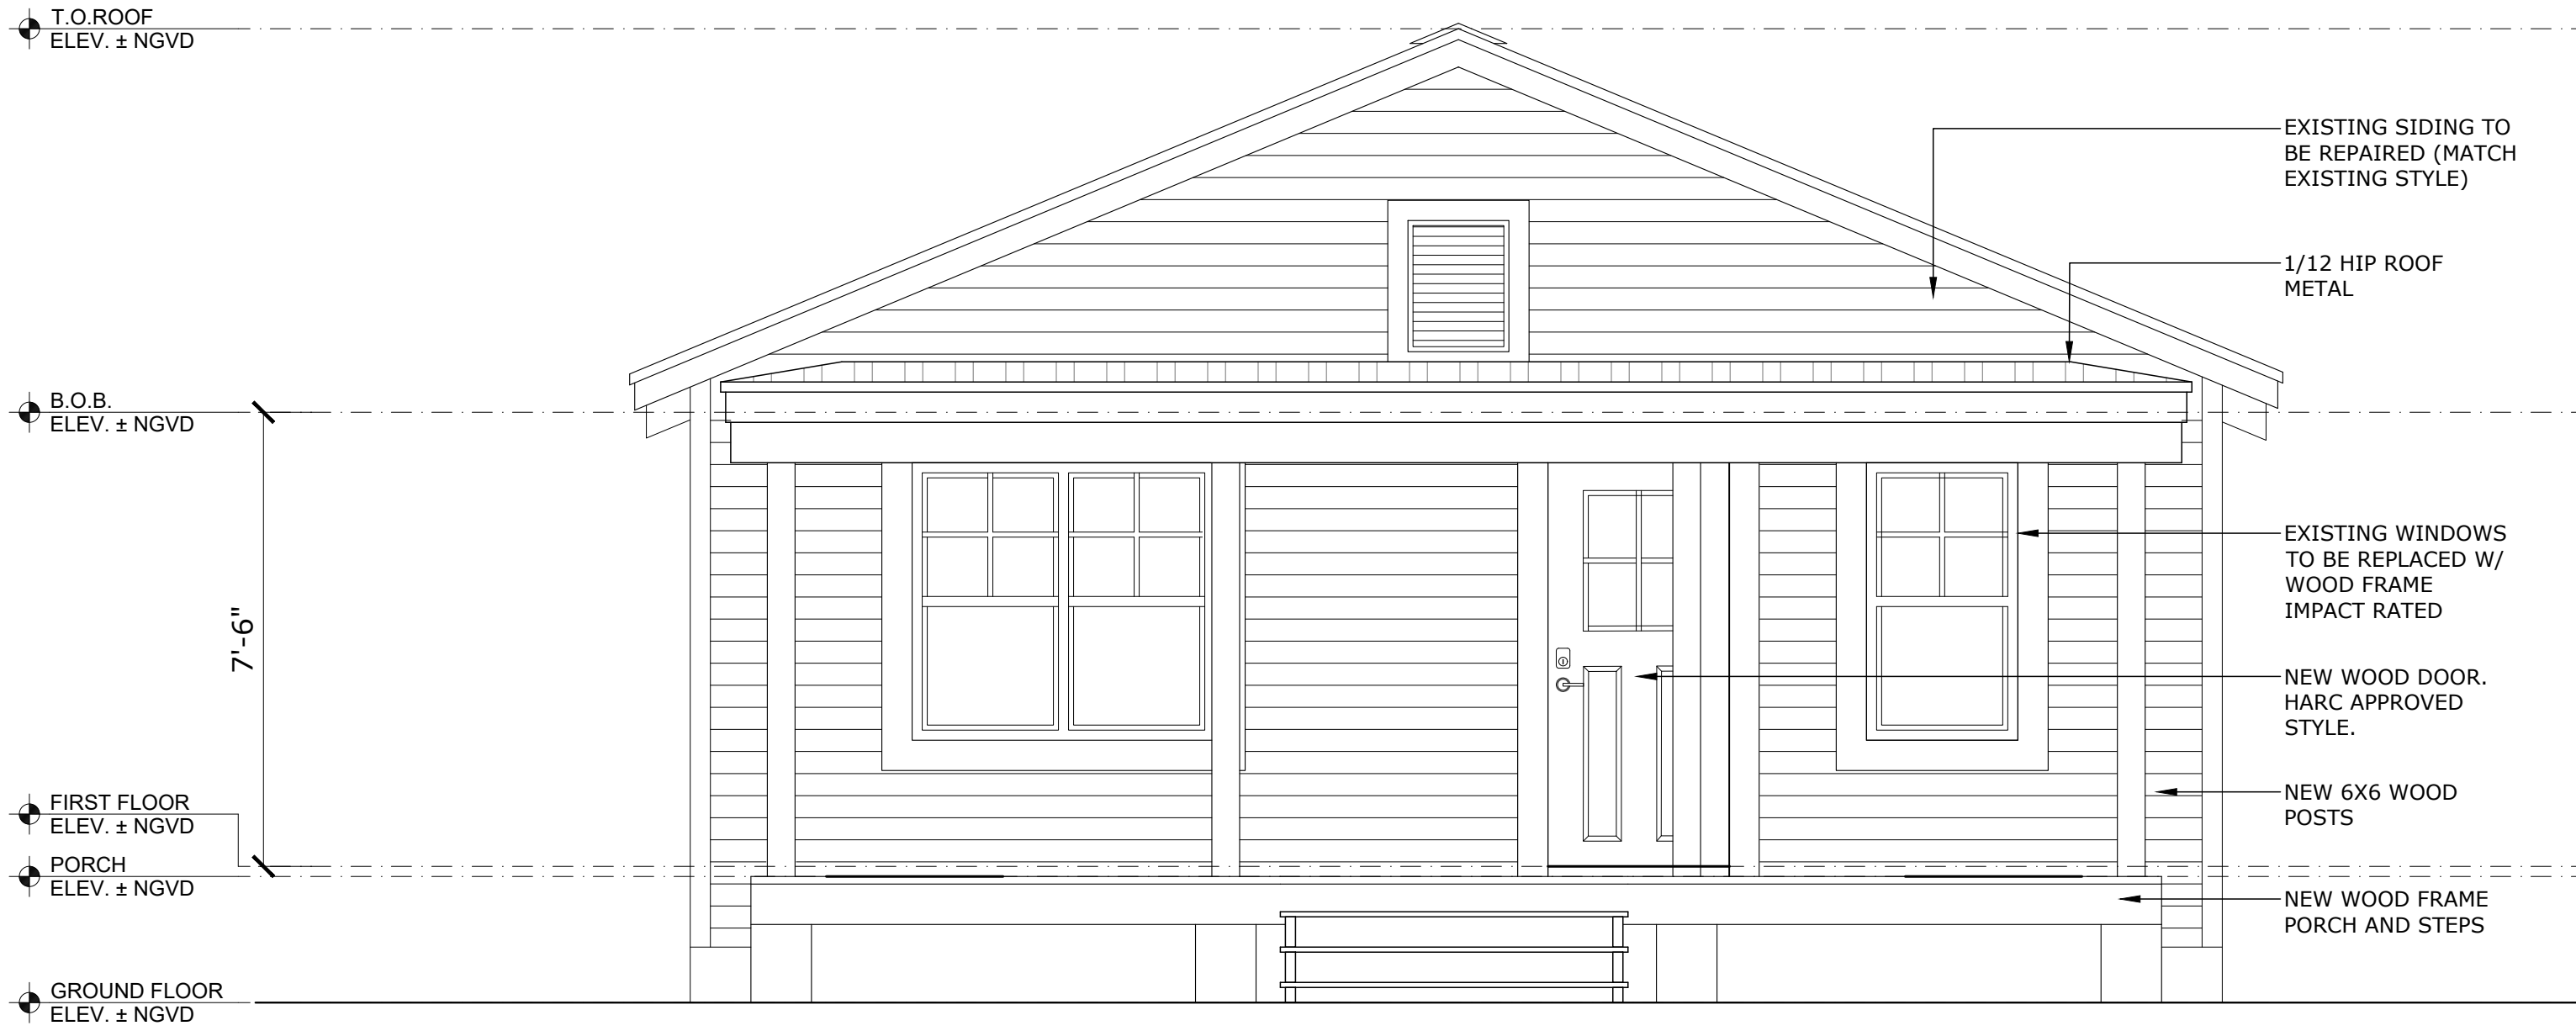 T.O.ROOF
ELEV. ± NGVD
EXISTING SIDING TO
BE REPAIRED (MATCH
EXISTING STYLE)
1/12 HIP ROOF
METAL
B.O.B.
ELEV. ± NGVD
EXISTING WINDOWS
TO BE REPLACED W/
WOOD FRAME
IMPACT RATED
7'-6"
NEW WOOD DOOR.
HARC APPROVED
STYLE.
FIRST FLOOR
ELEV. ± NGVD
NEW 6X6 WOOD
POSTS
PORCH
ELEV. ± NGVD
NEW WOOD FRAME
PORCH AND STEPS
GROUND FLOOR
ELEV. ± NGVD